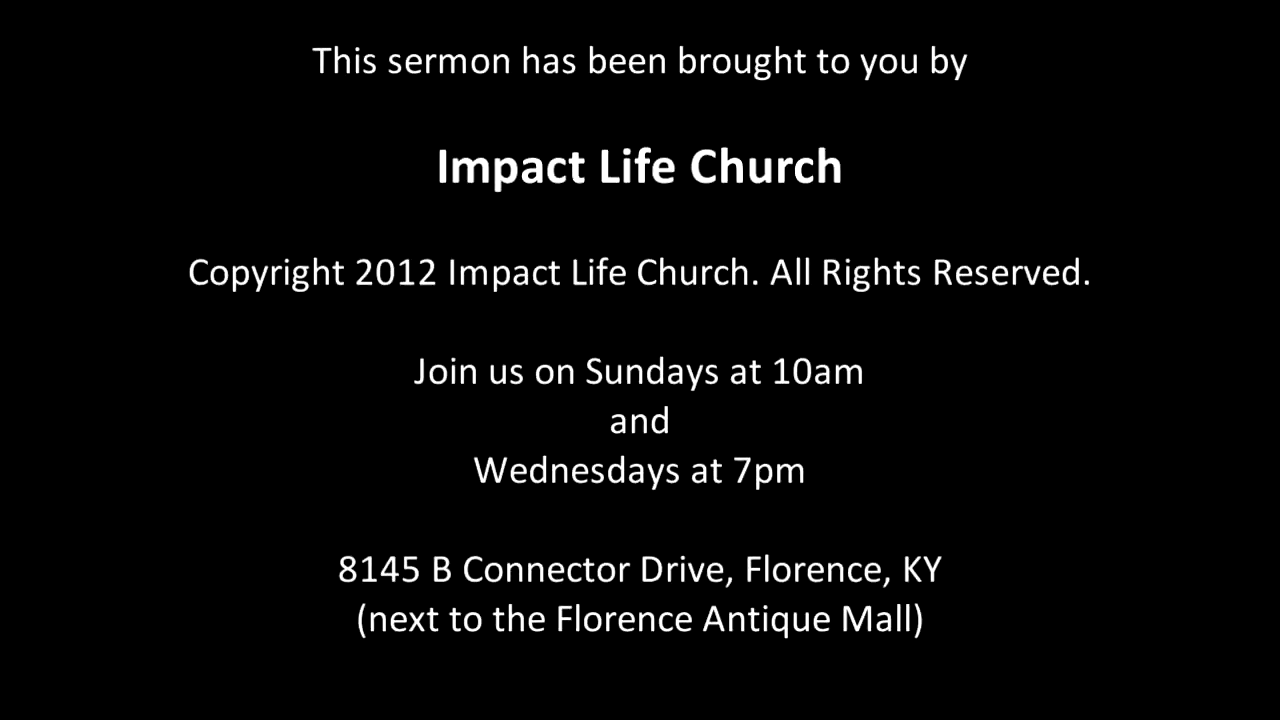 This sermon has been brought to you by
Impact Life Church
Copyright 2012 Impact Life Church. All Rights Reserved.
Join us on Sundays at 10am
and
Wednesdays at 7pm
8145 B Connector Drive, Florence, KY
(next to the Florence Antique Mall)